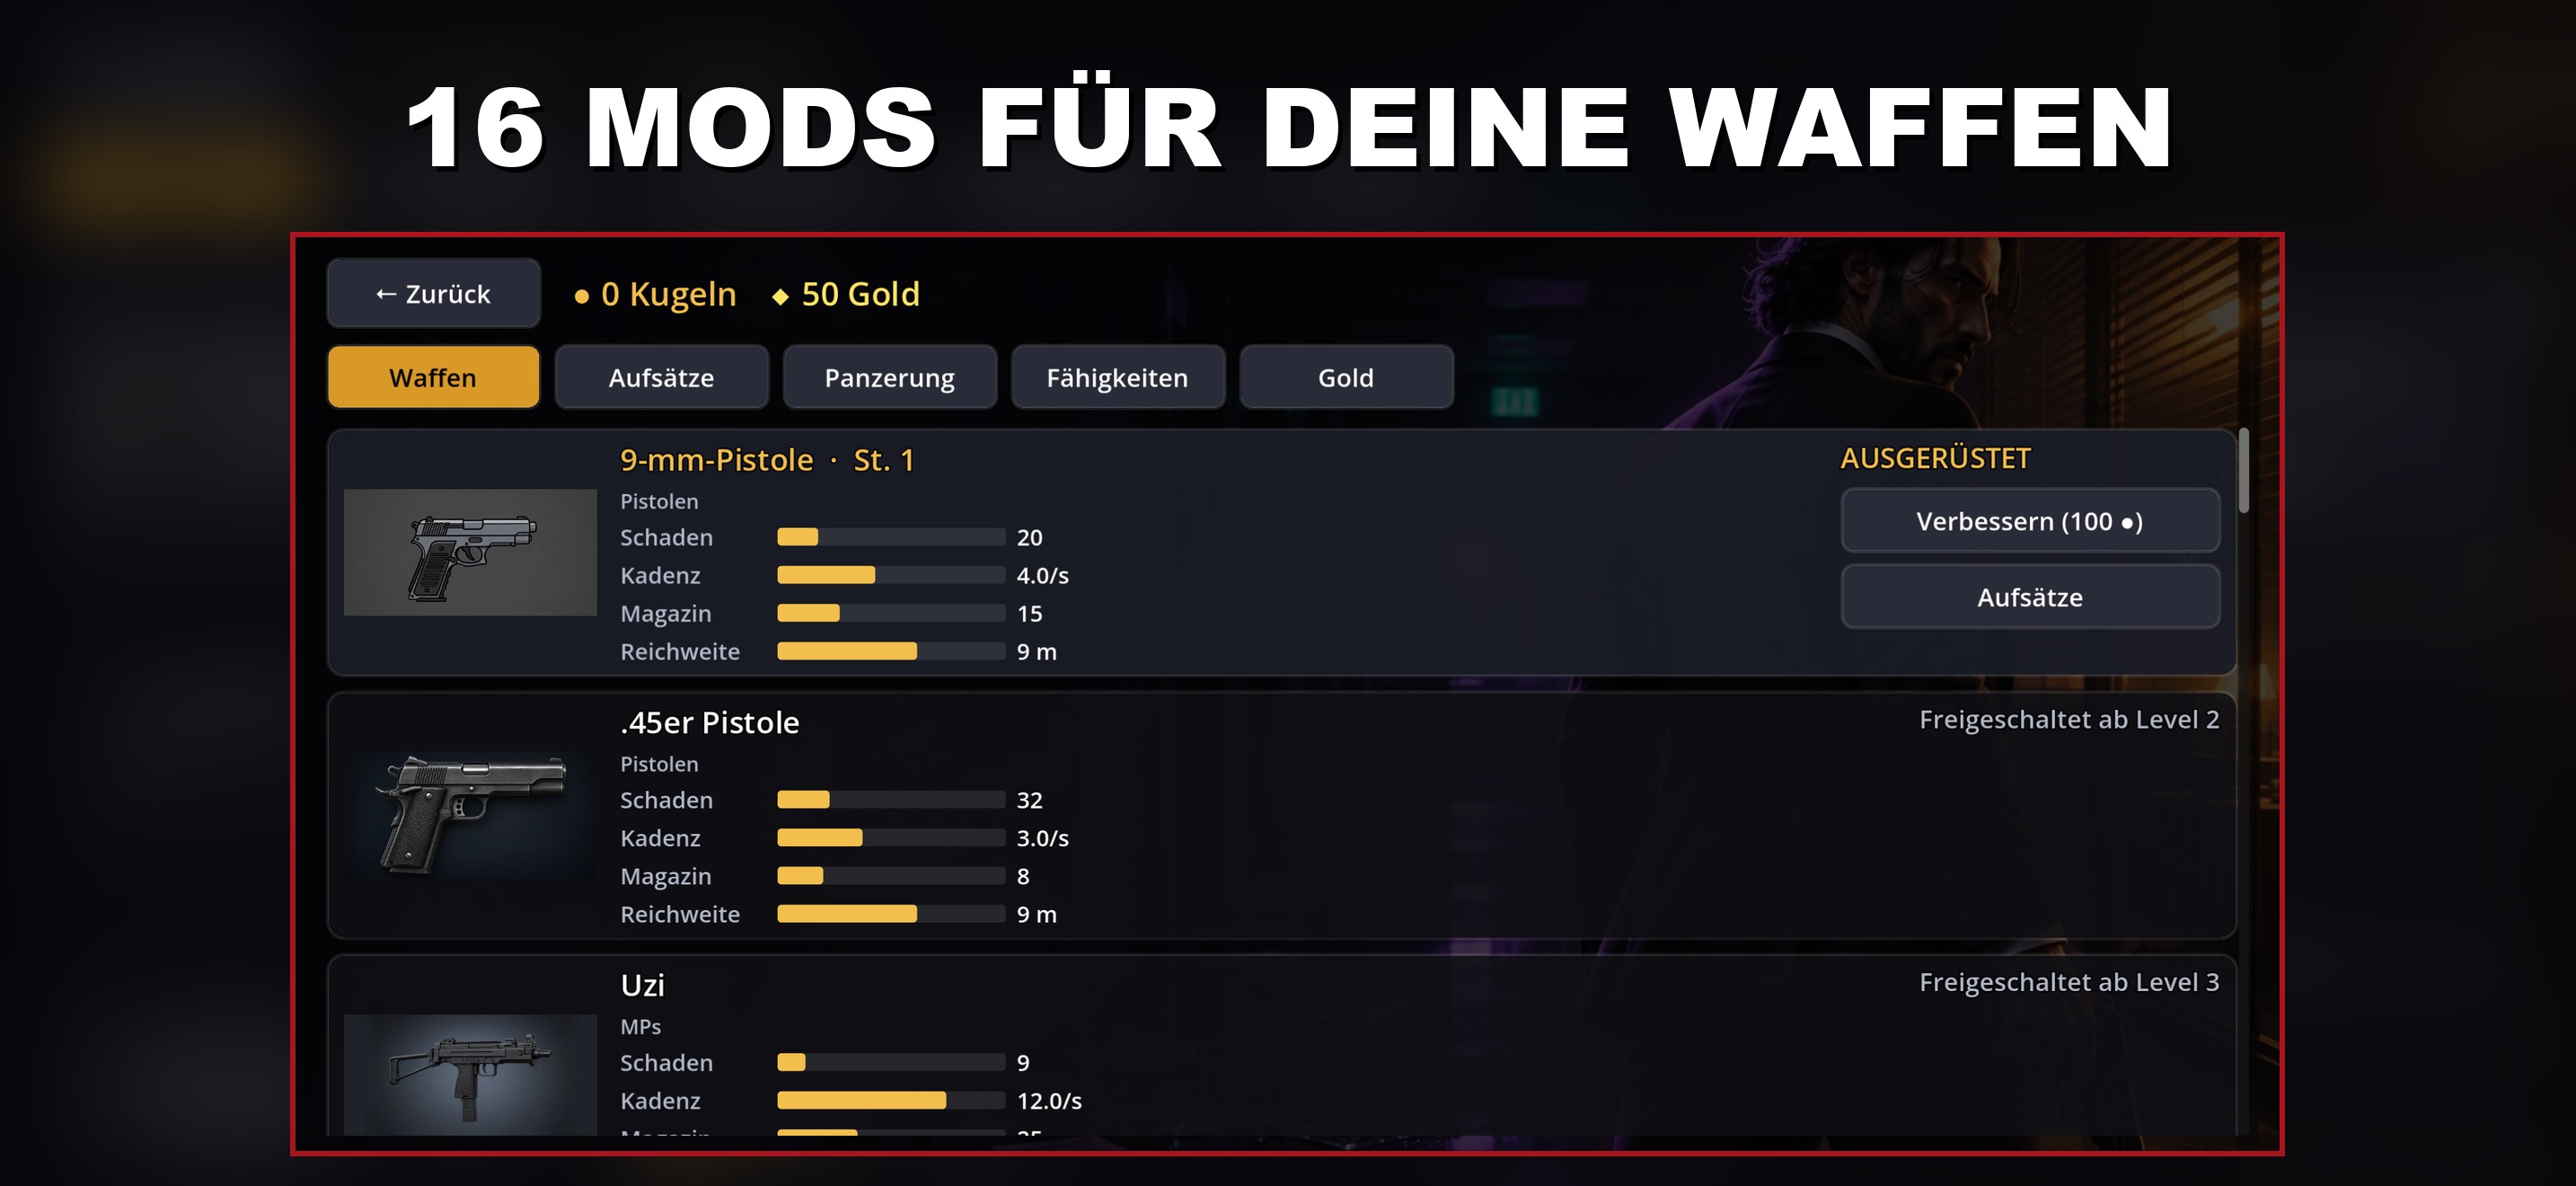 16 MODS FÜR DEINE WAFFEN
← Zurück ● 0 Kugeln ◆ 50 Gold
Waffen Aufsätze Panzerung Fähigkeiten Gold
9-mm-Pistole · St. 1 AUSGERÜSTET
Pistolen
Schaden 20 Verbessern (100 ●)
Kadenz 4.0/s
Magazin 15 Aufsätze
Reichweite 9 m
.45er Pistole Freigeschaltet ab Level 2
Pistolen
Schaden 32
Kadenz 3.0/s
Magazin 8
Reichweite 9 m
Uzi Freigeschaltet ab Level 3
MPs
Schaden 9
Kadenz 12.0/s